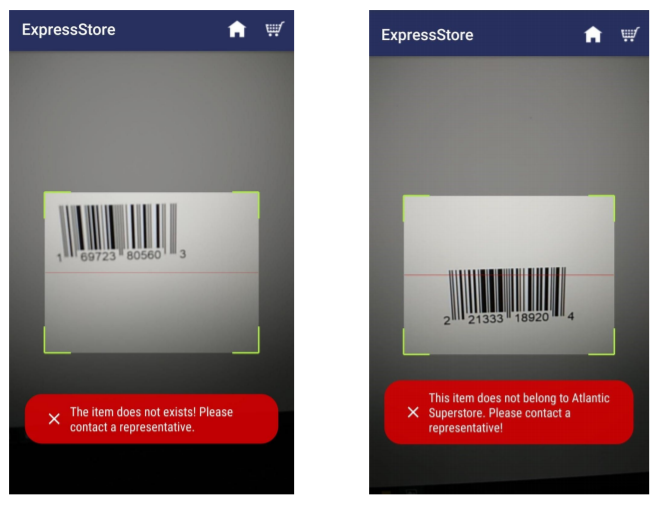 ExpressStore
1 69723 80560 3
The item does not exists! Please
contact a representative.
ExpressStore
2 21333 18920 4
This item does not belong to Atlantic
Superstore. Please contact a
representative!